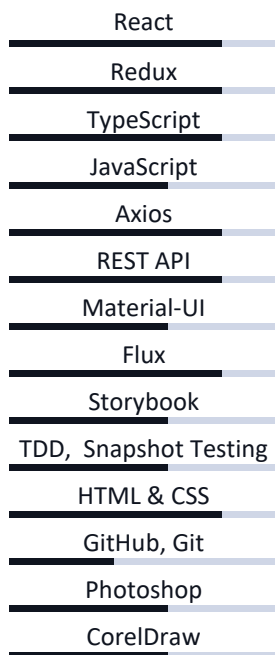 React
Redux
TypeScript
JavaScript
Axios
REST API
Material-UI
Flux
Storybook
TDD,  Snapshot Testing
HTML & CSS
GitHub, Git
Photoshop
CorelDraw